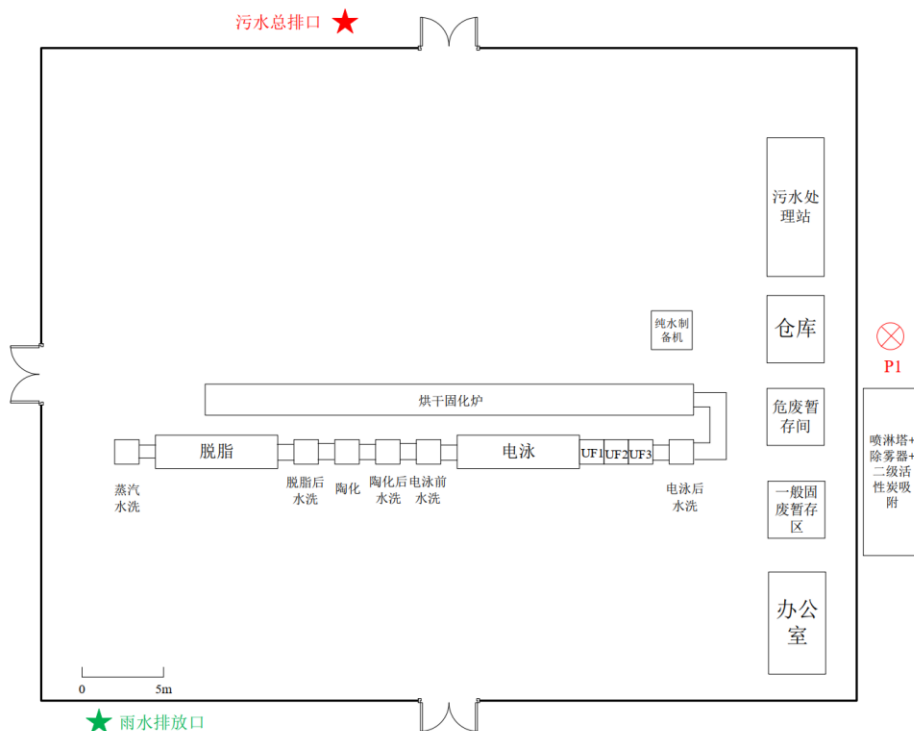 污水总排口
污水处
理站
纯水制
备机
仓库
P1
烘干固化炉
危废暂
存间
喷淋塔+
除雾器+
二级活
性炭吸
附
脱脂
电泳
UF1
UF2
UF3
蒸汽
水洗
脱脂后
水洗
陶化
陶化后
水洗
电泳前
水洗
电泳后
水洗
一般固
废暂存
区
办公
室
0
5m
雨水排放口